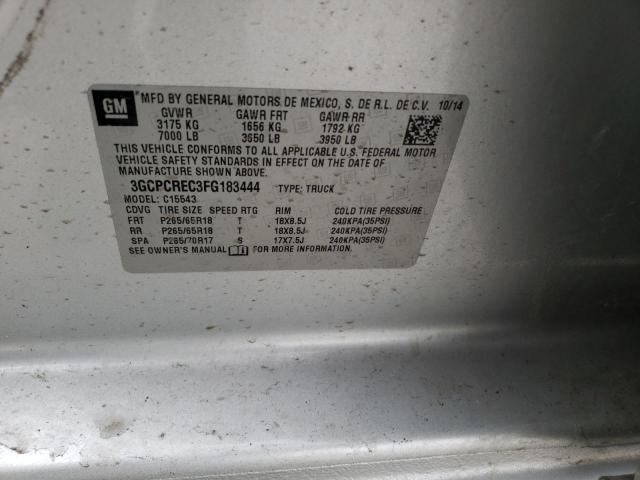 GM
*MFD BY GENERAL MOTORS DE MEXICO, S. DE R.L. DE C.V. 10/14
GVWR GAWR FRT GAWR RR
3175 KG 1656 KG 1792 KG
7000 LB 3650 LB 3950 LB
THIS VEHICLE CONFORMS TO ALL APPLICABLE U.S. FEDERAL MOTOR
VEHICLE SAFETY STANDARDS IN EFFECT ON THE DATE OF
MANUFACTURE SHOWN ABOVE.
3GCPCREC3FG183444 TYPE: TRUCK
MODEL: C15543
CDVG TIRE SIZE SPEED RTG RIM COLD TIRE PRESSURE
FRT P265/65R18 T 18X8.5J 240KPA(35PSI)
RR P265/65R18 T 18X8.5J 240KPA(35PSI)
SPA P265/70R17 S 17X7.5J 240KPA(35PSI)
SEE OWNER'S MANUAL FOR MORE INFORMATION.